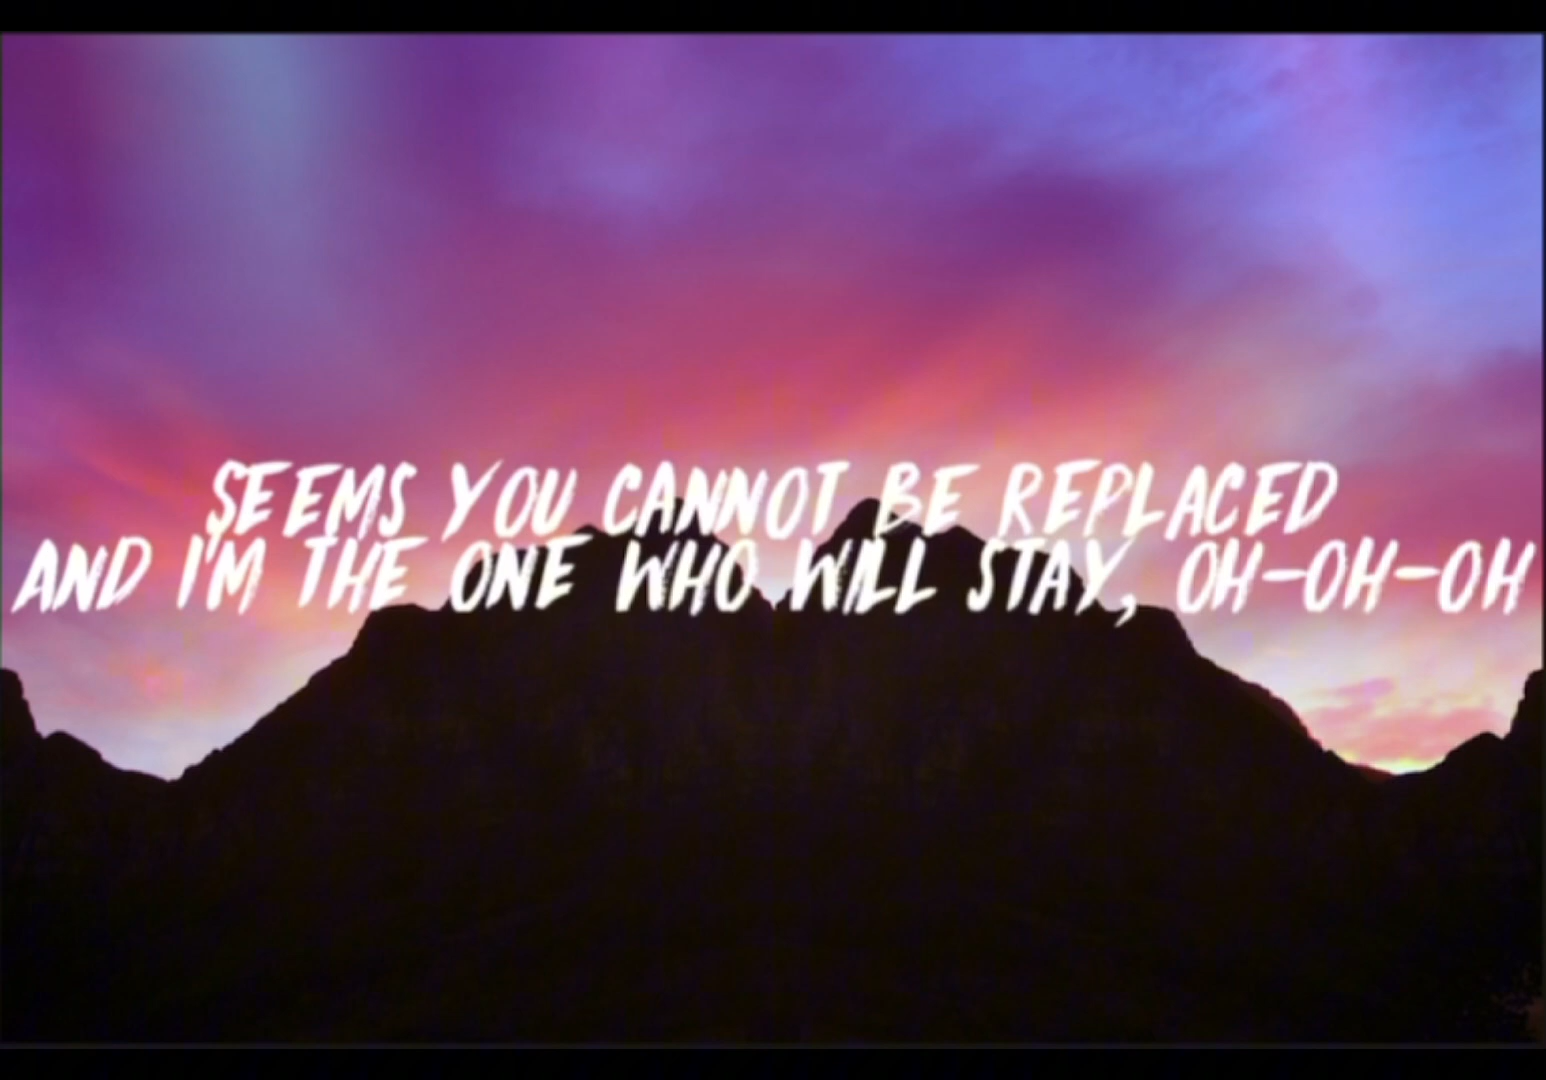 SEEMS YOU CANNOT BE REPLACED
AND I'M THE ONE WHO WILL STAY, OH-OH-OH